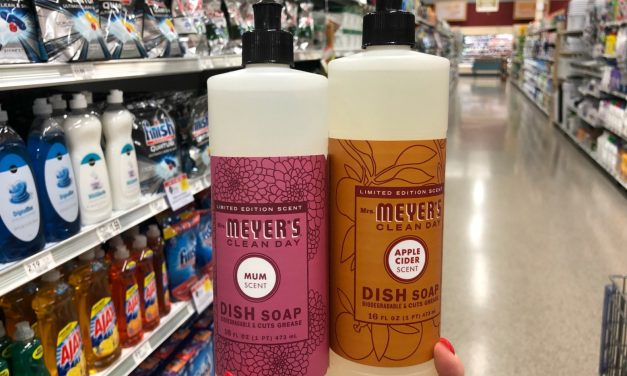 LIMITED EDITION SCENT
Mrs.
MEYER'S
CLEAN DAY
MUM
SCENT
DISH SOAP
BIODEGRADABLE & CUTS GREASE
16 FL OZ (1 PT) 473 mL
LIMITED EDITION SCENT
Mrs.
MEYER'S
CLEAN DAY
APPLE
CIDER
SCENT
DISH SOAP
BIODEGRADABLE & CUTS GREASE
16 FL OZ (1 PT) 473 mL
FINISH
QUANTUM
AJAX
AJAX